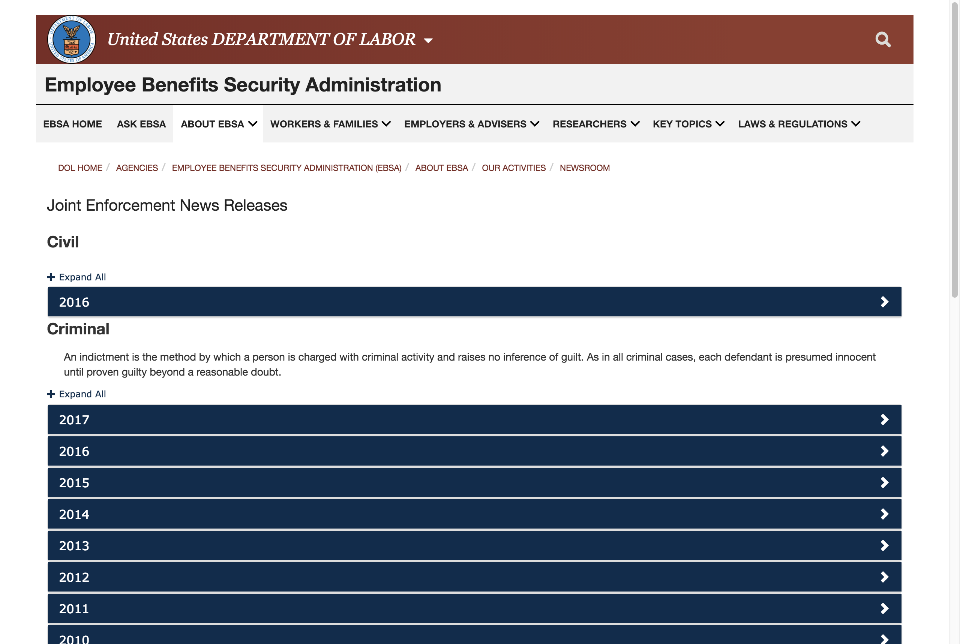 United States DEPARTMENT OF LABOR
Employee Benefits Security Administration
EBSA HOME ASK EBSA ABOUT EBSA WORKERS & FAMILIES EMPLOYERS & ADVISERS RESEARCHERS KEY TOPICS LAWS & REGULATIONS
DOL HOME / AGENCIES / EMPLOYEE BENEFITS SECURITY ADMINISTRATION (EBSA) / ABOUT EBSA / OUR ACTIVITIES / NEWSROOM
Joint Enforcement News Releases
Civil
+ Expand All
2016
Criminal
An indictment is the method by which a person is charged with criminal activity and raises no inference of guilt. As in all criminal cases, each defendant is presumed innocent
until proven guilty beyond a reasonable doubt.
+ Expand All
2017
2016
2015
2014
2013
2012
2011
2010